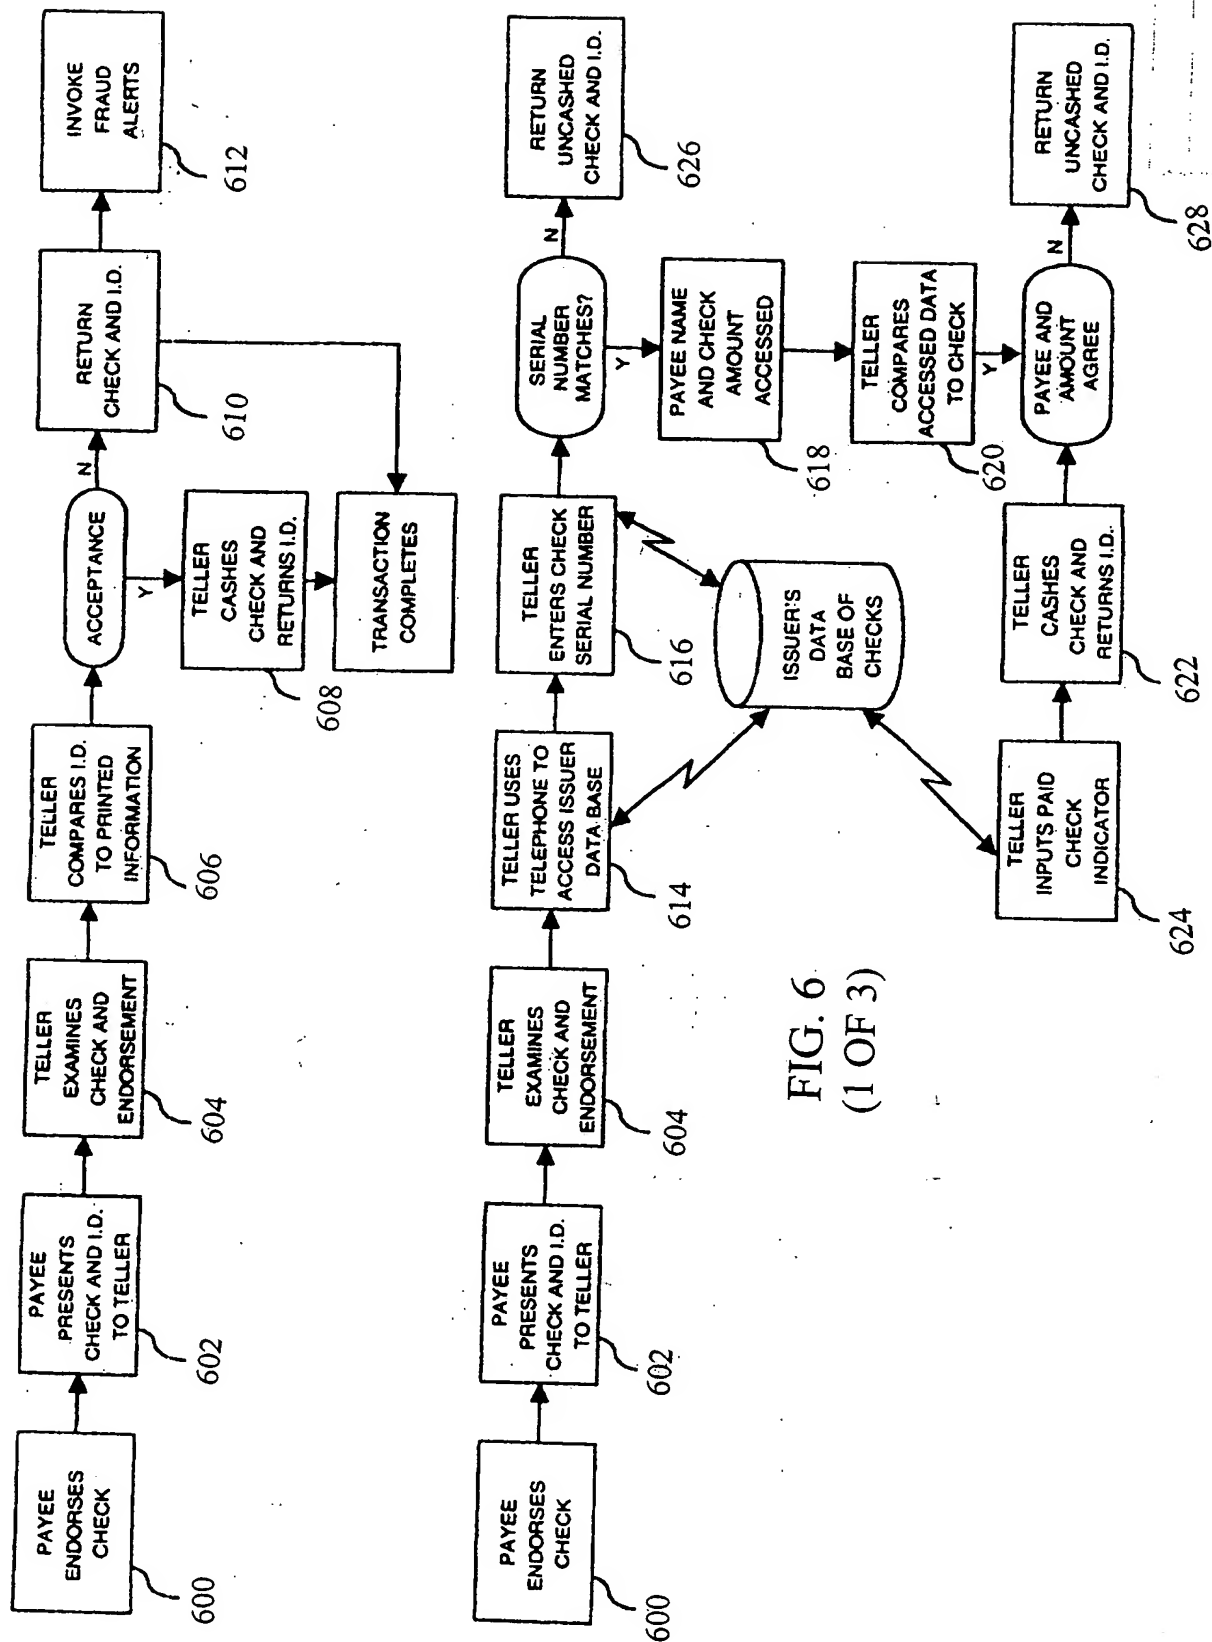 PAYEE
ENDORSES
CHECK
600
PAYEE
PRESENTS
CHECK AND I.D.
TO TELLER
602
TELLER
EXAMINES
CHECK AND
ENDORSEMENT
604
TELLER
COMPARES I.D.
TO PRINTED
INFORMATION
606
ACCEPTANCE
N
Y
TELLER
CASHES
CHECK AND
RETURNS I.D.
608
TRANSACTION
COMPLETES
RETURN
CHECK AND I.D.
610
INVOKE
FRAUD
ALERTS
612
PAYEE
ENDORSES
CHECK
600
PAYEE
PRESENTS
CHECK AND I.D.
TO TELLER
602
TELLER
EXAMINES
CHECK AND
ENDORSEMENT
604
TELLER USES
TELEPHONE TO
ACCESS ISSUER
DATA BASE
614
TELLER
ENTERS CHECK
SERIAL NUMBER
616
SERIAL
NUMBER
MATCHES?
N
Y
RETURN
UNCASHED
CHECK AND I.D.
626
PAYEE NAME
AND CHECK
AMOUNT
ACCESSED
618
TELLER
COMPARES
ACCESSED DATA
TO CHECK
620
Y
ISSUER'S
DATA
BASE OF
CHECKS
TELLER
INPUTS PAID
CHECK
INDICATOR
624
TELLER
CASHES
CHECK AND
RETURNS I.D.
622
PAYEE AND
AMOUNT
AGREE
N
RETURN
UNCASHED
CHECK AND I.D.
628
FIG. 6
(1 OF 3)